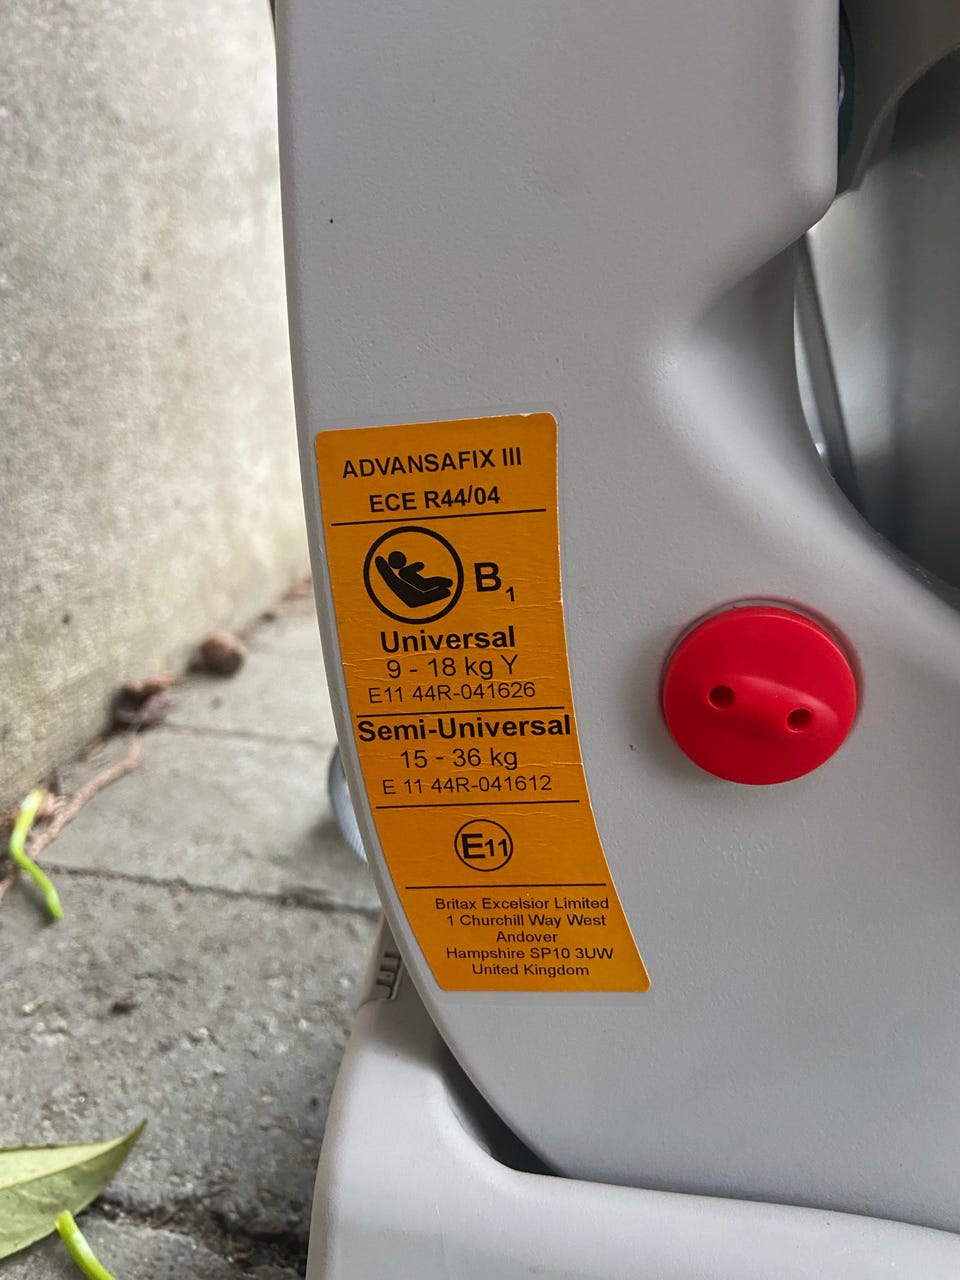 ADVANSAFIX III
ECE R44/04
B1
Universal
9 - 18 kg Y
E11 44R-041626
Semi-Universal
15 - 36 kg
E 11 44R-041612
E11
Britax Excelsior Limited
1 Churchill Way West
Andover
Hampshire SP10 3UW
United Kingdom